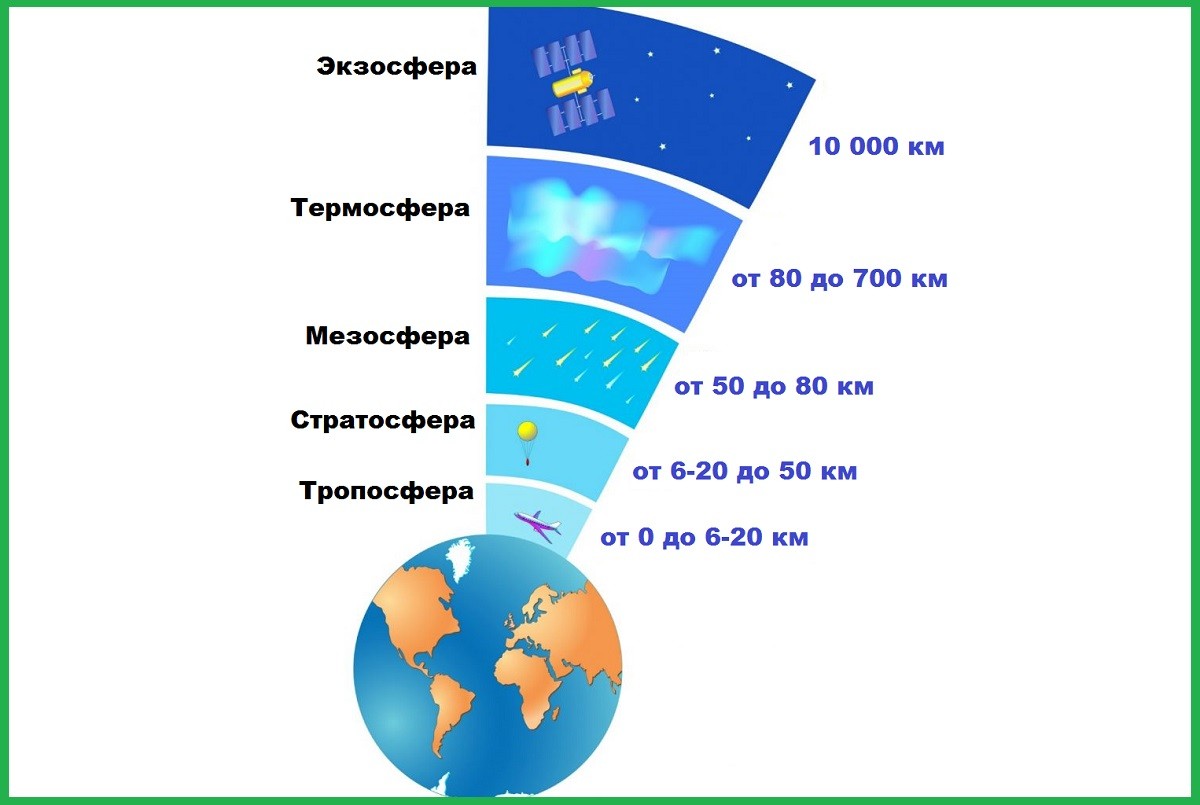 Экзосфера
10 000 км
Термосфера
от 80 до 700 км
Мезосфера
от 50 до 80 км
Стратосфера
от 6-20 до 50 км
Тропосфера
от 0 до 6-20 км